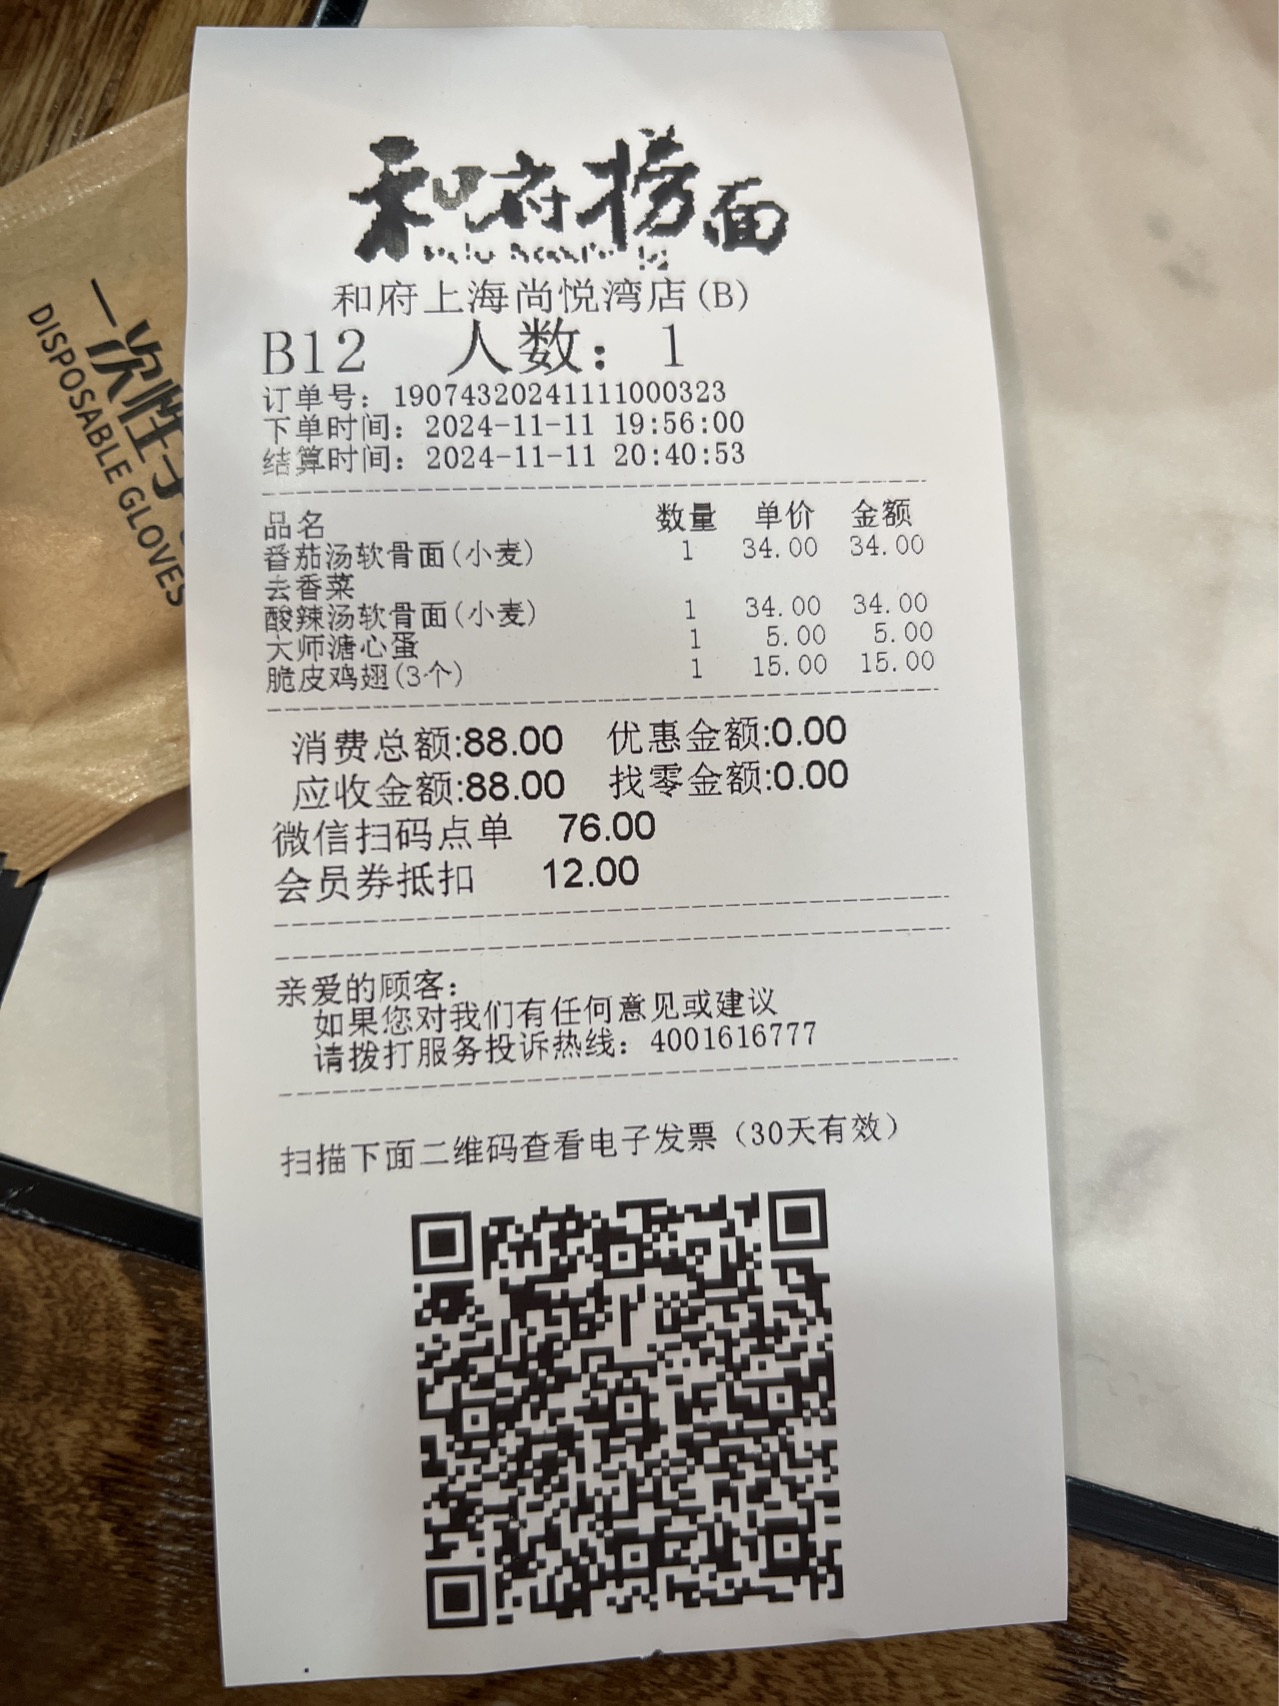 和府捞面
和府上海尚悦湾店(B)
B12 人数：1
订单号：19074320241111000323
下单时间：2024-11-11 19:56:00
结算时间：2024-11-11 20:40:53
品名 数量 单价 金额
番茄汤软骨面(小麦) 1 34.00 34.00
去香菜
酸辣汤软骨面(小麦) 1 34.00 34.00
大师溏心蛋 1 5.00 5.00
脆皮鸡翅(3个) 1 15.00 15.00
消费总额:88.00 优惠金额:0.00
应收金额:88.00 找零金额:0.00
微信扫码点单 76.00
会员券抵扣 12.00
亲爱的顾客：
如果您对我们有任何意见或建议
请拨打服务投诉热线：4001616777
扫描下面二维码查看电子发票（30天有效）
一次性
DISPOSABLE GLOVES